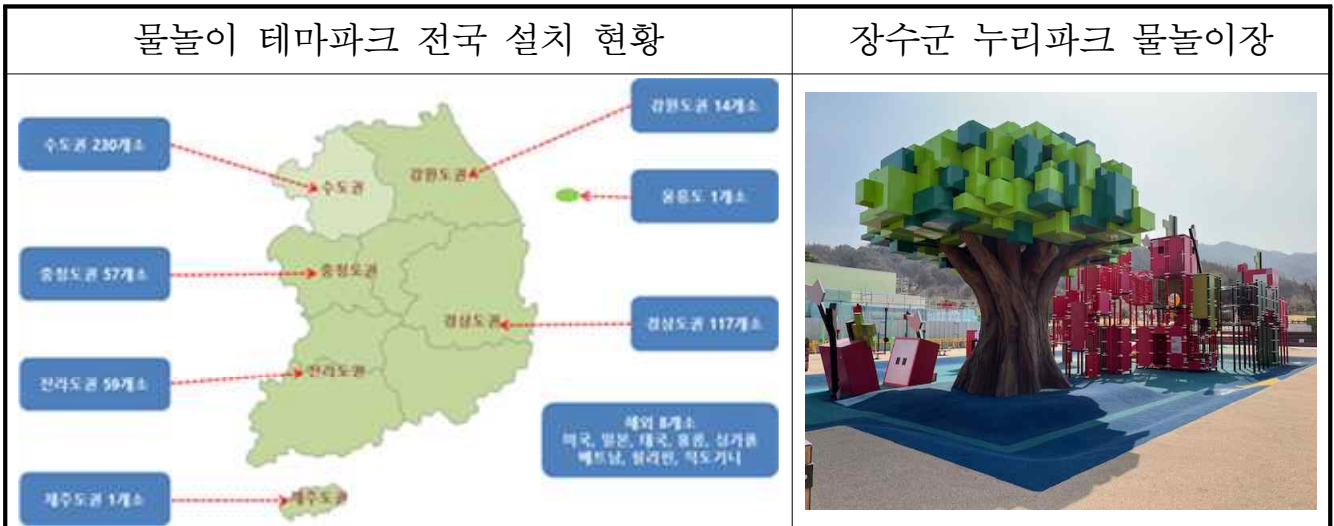 물놀이 테마파크 전국 설치 현황
장수군 누리파크 물놀이장
수도권 230개소
강원도권 14개소
울릉도 1개소
충청도권 57개소
경상도권 117개소
전라도권 59개소
제주도권 1개소
해외 8개소
미국, 일본, 태국, 홍콩, 싱가폴
베트남, 필리핀, 적도기니
수도권
강원도권
충청도권
경상도권
전라도권
제주도권